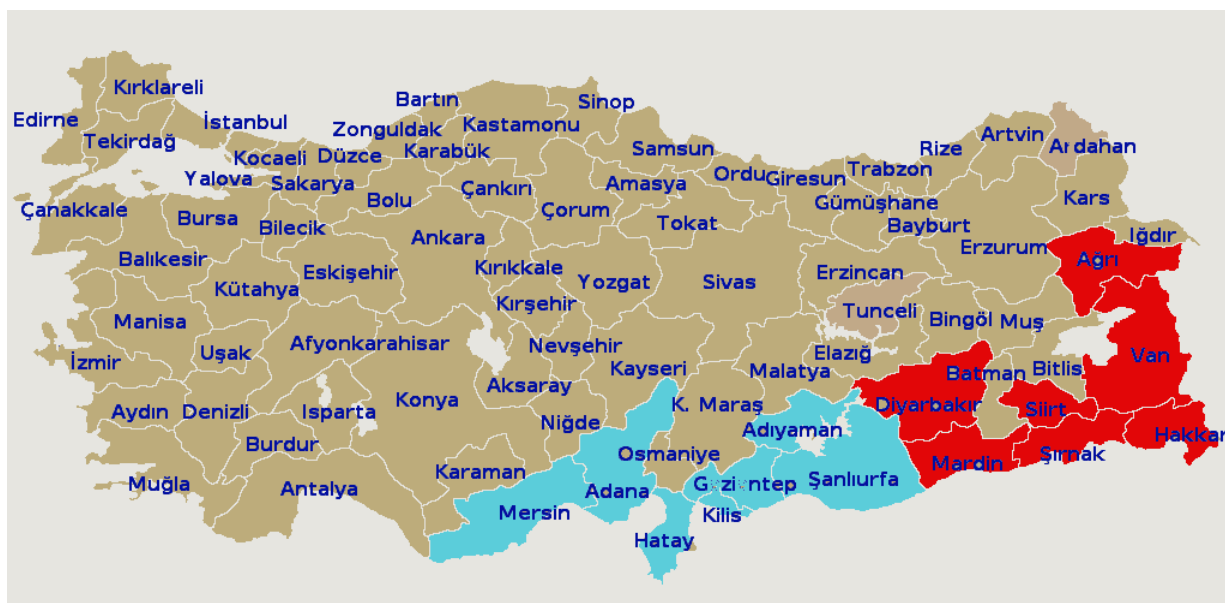 Kırklareli
Edirne
Tekirdağ
İstanbul
Kocaeli
Yalova
Sakarya
Düzce
Zonguldak
Bartın
Karabük
Kastamonu
Sinop
Samsun
Bolu
Çankırı
Amasya
Ordu
Giresun
Trabzon
Rize
Artvin
Ardahan
Çanakkale
Bursa
Bilecik
Ankara
Çorum
Tokat
Gümüşhane
Bayburt
Kars
Balıkesir
Kütahya
Eskişehir
Kırıkkale
Yozgat
Sivas
Erzincan
Erzurum
Ağrı
Iğdır
Manisa
Uşak
Afyonkarahisar
Kırşehir
Tunceli
Bingöl
Muş
İzmir
Nevşehir
Kayseri
Malatya
Elazığ
Batman
Bitlis
Van
Aydın
Denizli
Isparta
Konya
Aksaray
Niğde
K. Maraş
Adıyaman
Diyarbakır
Siirt
Hakkar
Burdur
Karaman
Osmaniye
Mardin
Şırnak
Muğla
Antalya
Mersin
Adana
Gaziantep
Şanlıurfa
Kilis
Hatay